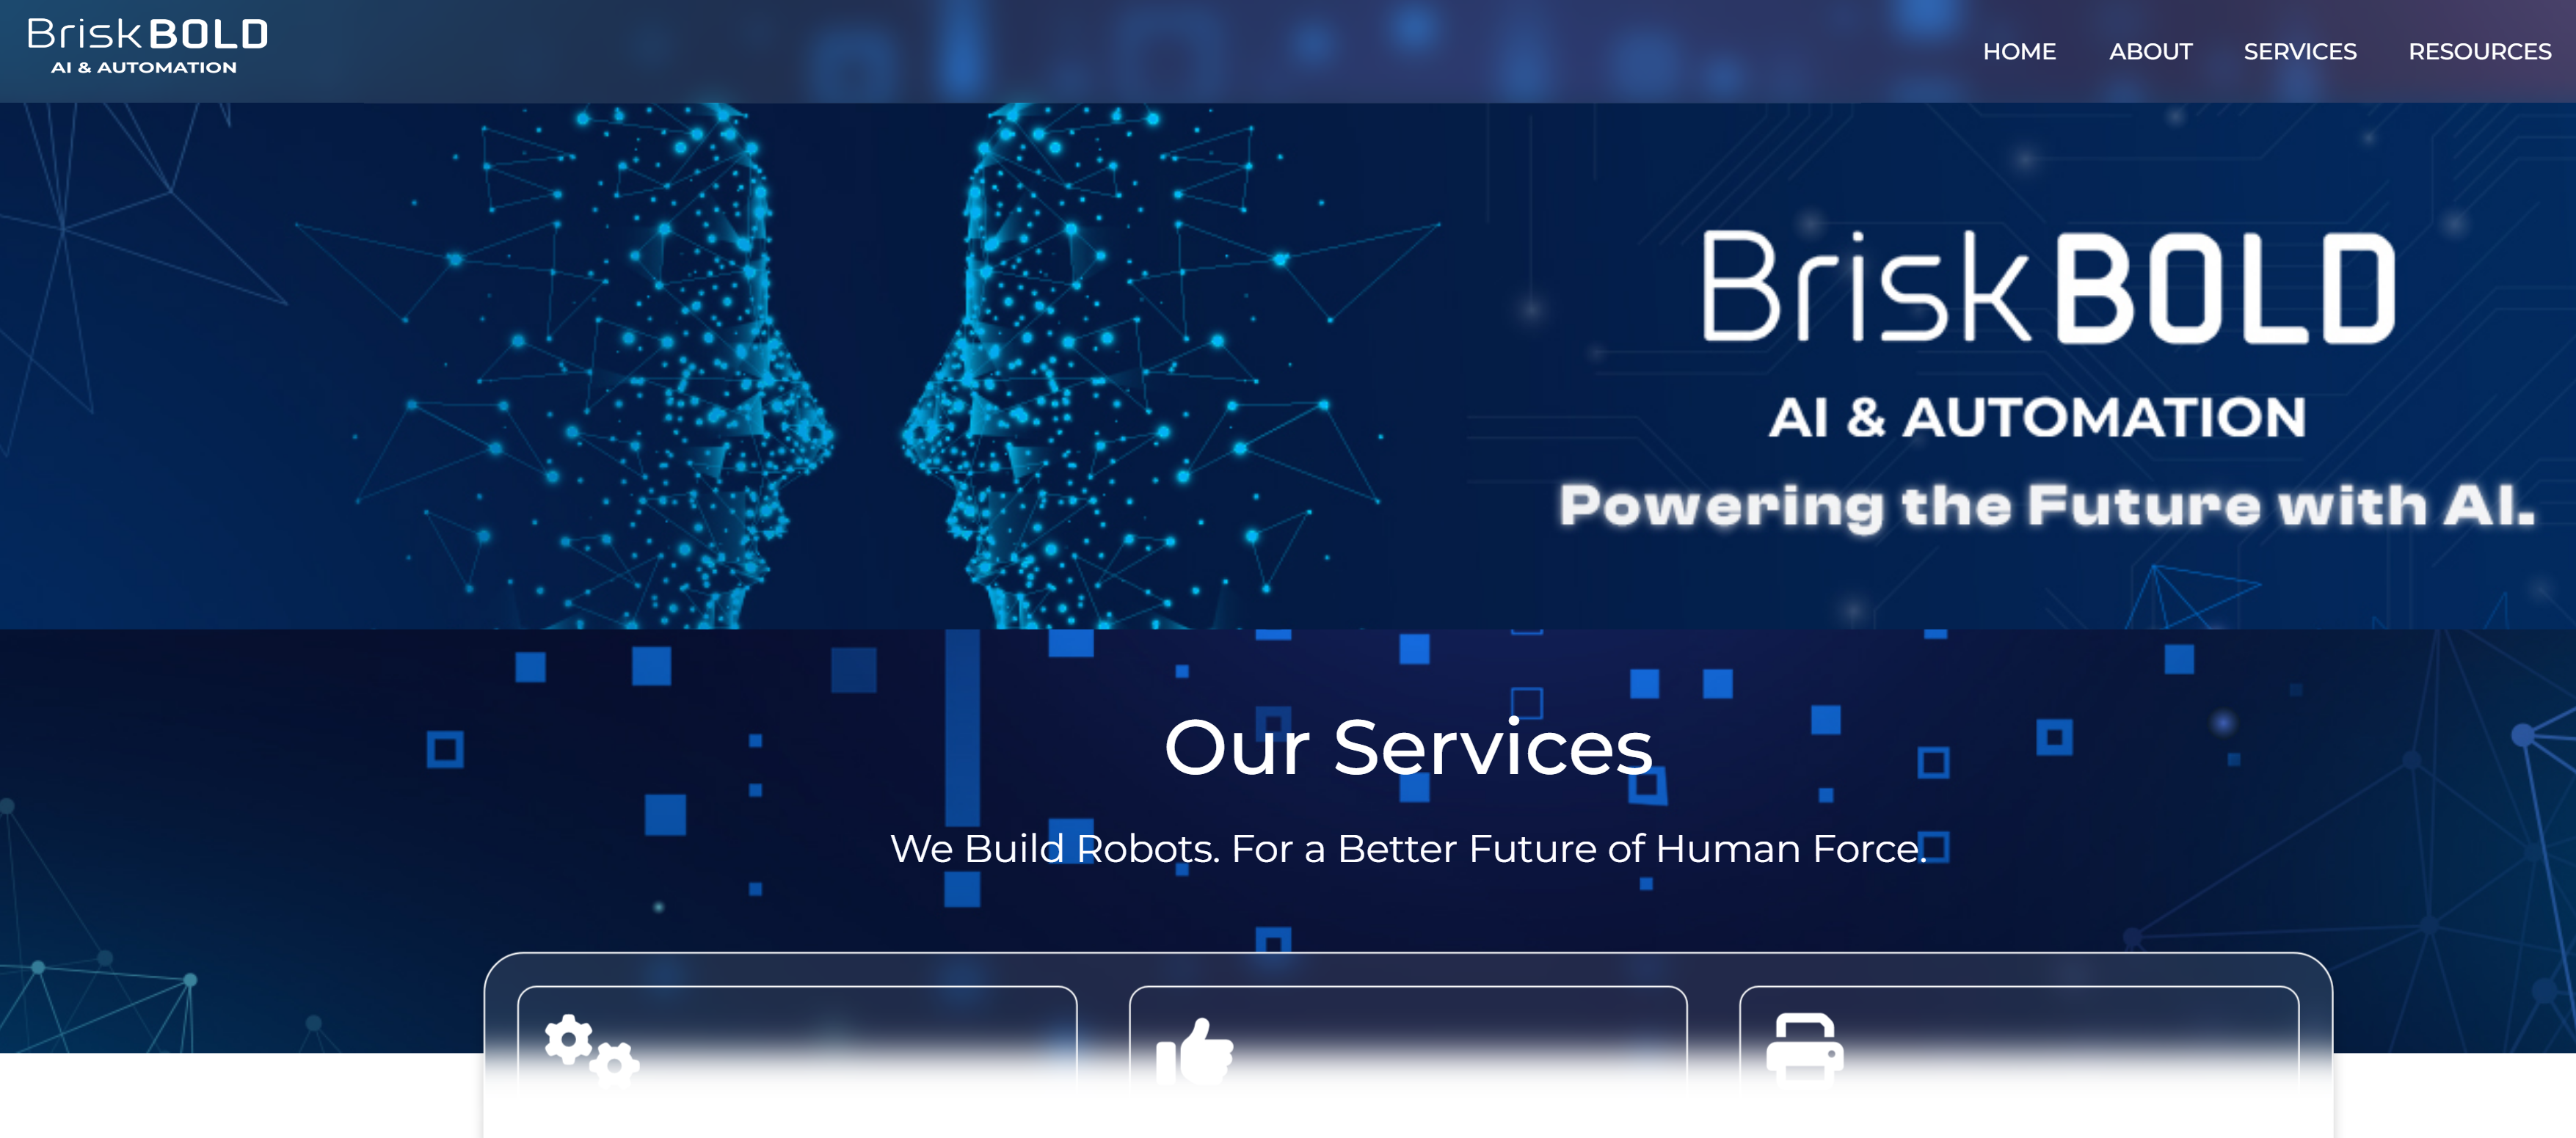 BriskBOLD
AI & AUTOMATION
HOME ABOUT SERVICES RESOURCES
BriskBOLD
AI & AUTOMATION
Powering the Future with AI.
Our Services
We Build Robots. For a Better Future of Human Force.